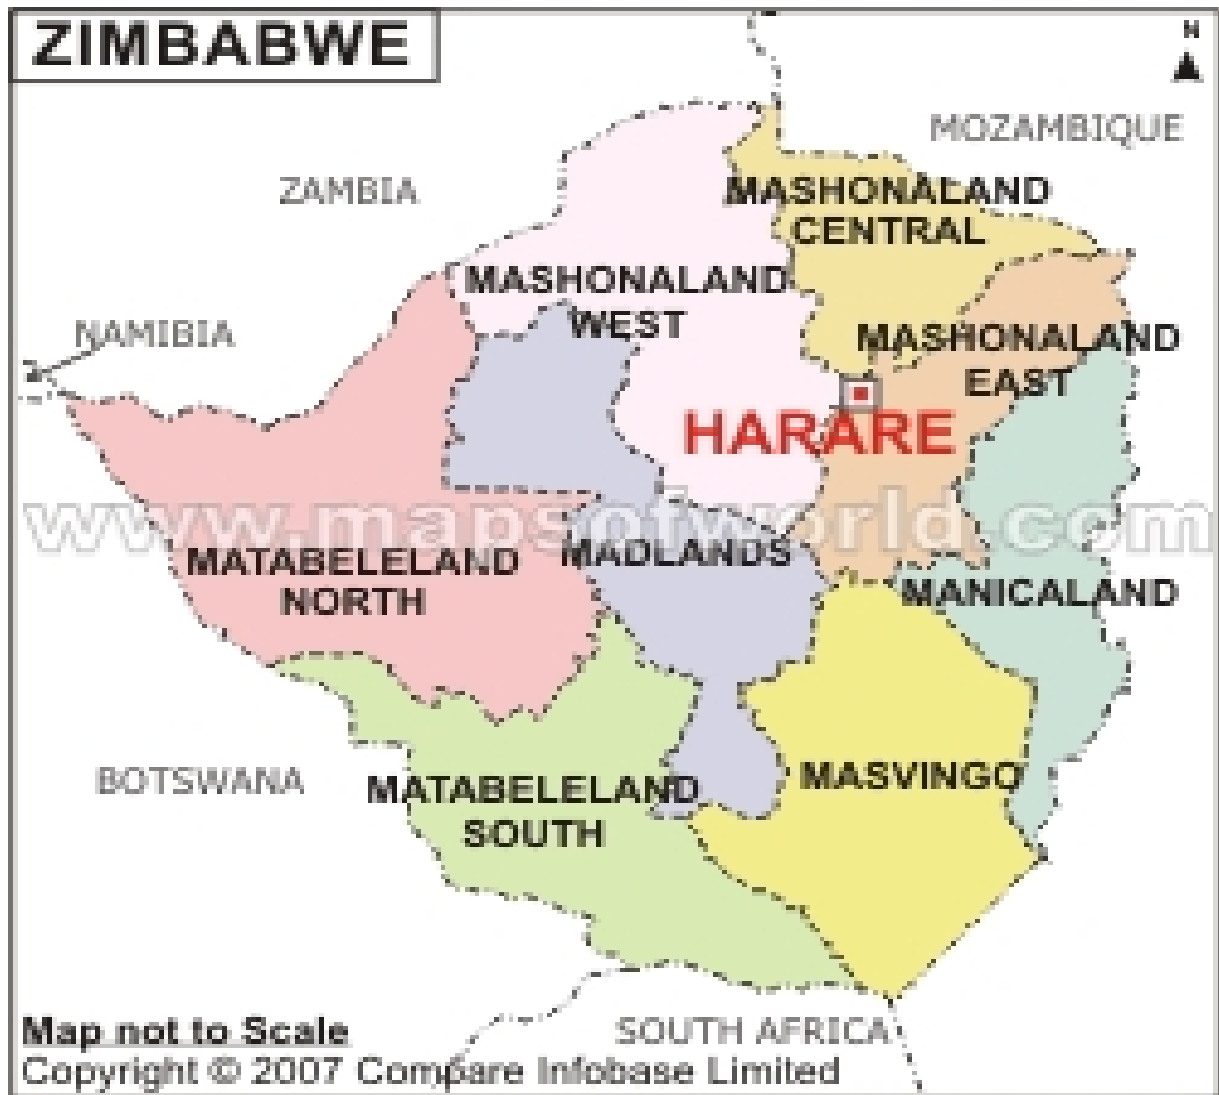 ZIMBABWE
N
MOZAMBIQUE
ZAMBIA
MASHONALAND
CENTRAL
MASHONALAND
WEST
NAMIBIA
MASHONALAND
EAST
HARARE
www.mapsofworld.com
MATABELELAND
NORTH
MADLANDS
MANICALAND
BOTSWANA
MATABELELAND
SOUTH
MASVINGO
Map not to Scale
SOUTH AFRICA
Copyright © 2007 Compare Infobase Limited